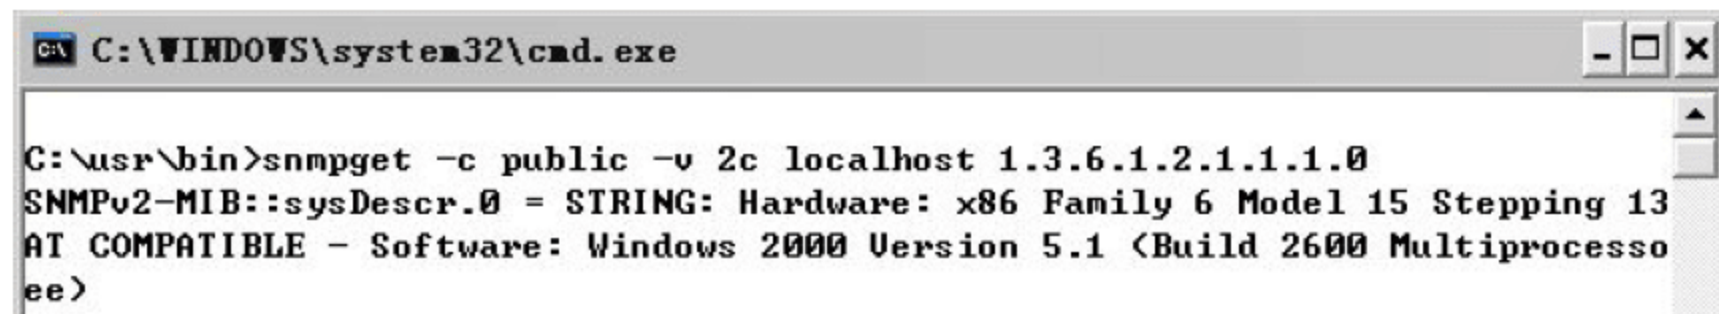 C:\WINDOWS\system32\cmd.exe
C:\usr\bin>snmpget -c public -v 2c localhost 1.3.6.1.2.1.1.1.0
SNMPv2-MIB::sysDescr.0 = STRING: Hardware: x86 Family 6 Model 15 Stepping 13
AT COMPATIBLE - Software: Windows 2000 Version 5.1 (Build 2600 Multiprocesso
ee)